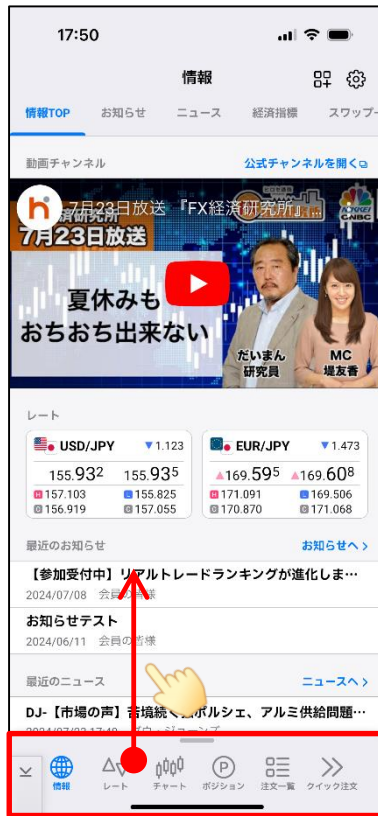 17:50
情報
情報TOP お知らせ ニュース 経済指標 スワップ
動画チャンネル 公式チャンネルを開く
7月23日放送 『FX経済研究所』...
7月23日放送
夏休みも
おちおち出来ない
だいまん
研究員
MC
堤友香
レート
USD/JPY ▼1.123
155.932 155.935
H 157.103 L 155.825
O 156.919 C 157.055
EUR/JPY ▼1.473
▲169.595 ▲169.608
H 171.091 L 169.506
O 170.870 C 171.068
最近のお知らせ お知らせへ >
【参加受付中】リアルトレードランキングが進化しま…
2024/07/08 会員の皆様
お知らせテスト
2024/06/11 会員の皆様
最近のニュース ニュースへ >
DJ-【市場の声】苦境続くポルシェ、アルミ供給問題…
情報 レート チャート ポジション 注文一覧 クイック注文